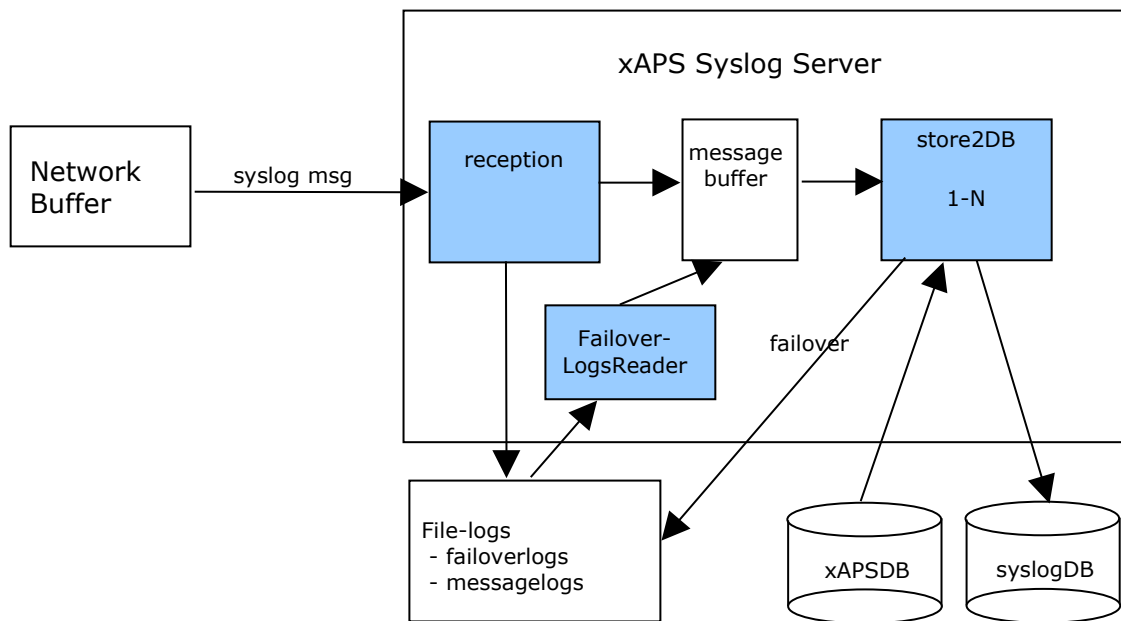 xAPS Syslog Server
Network
Buffer
syslog msg
reception
message
buffer
store2DB
1-N
Failover-
LogsReader
failover
File-logs
- failoverlogs
- messagelogs
xAPSDB
syslogDB